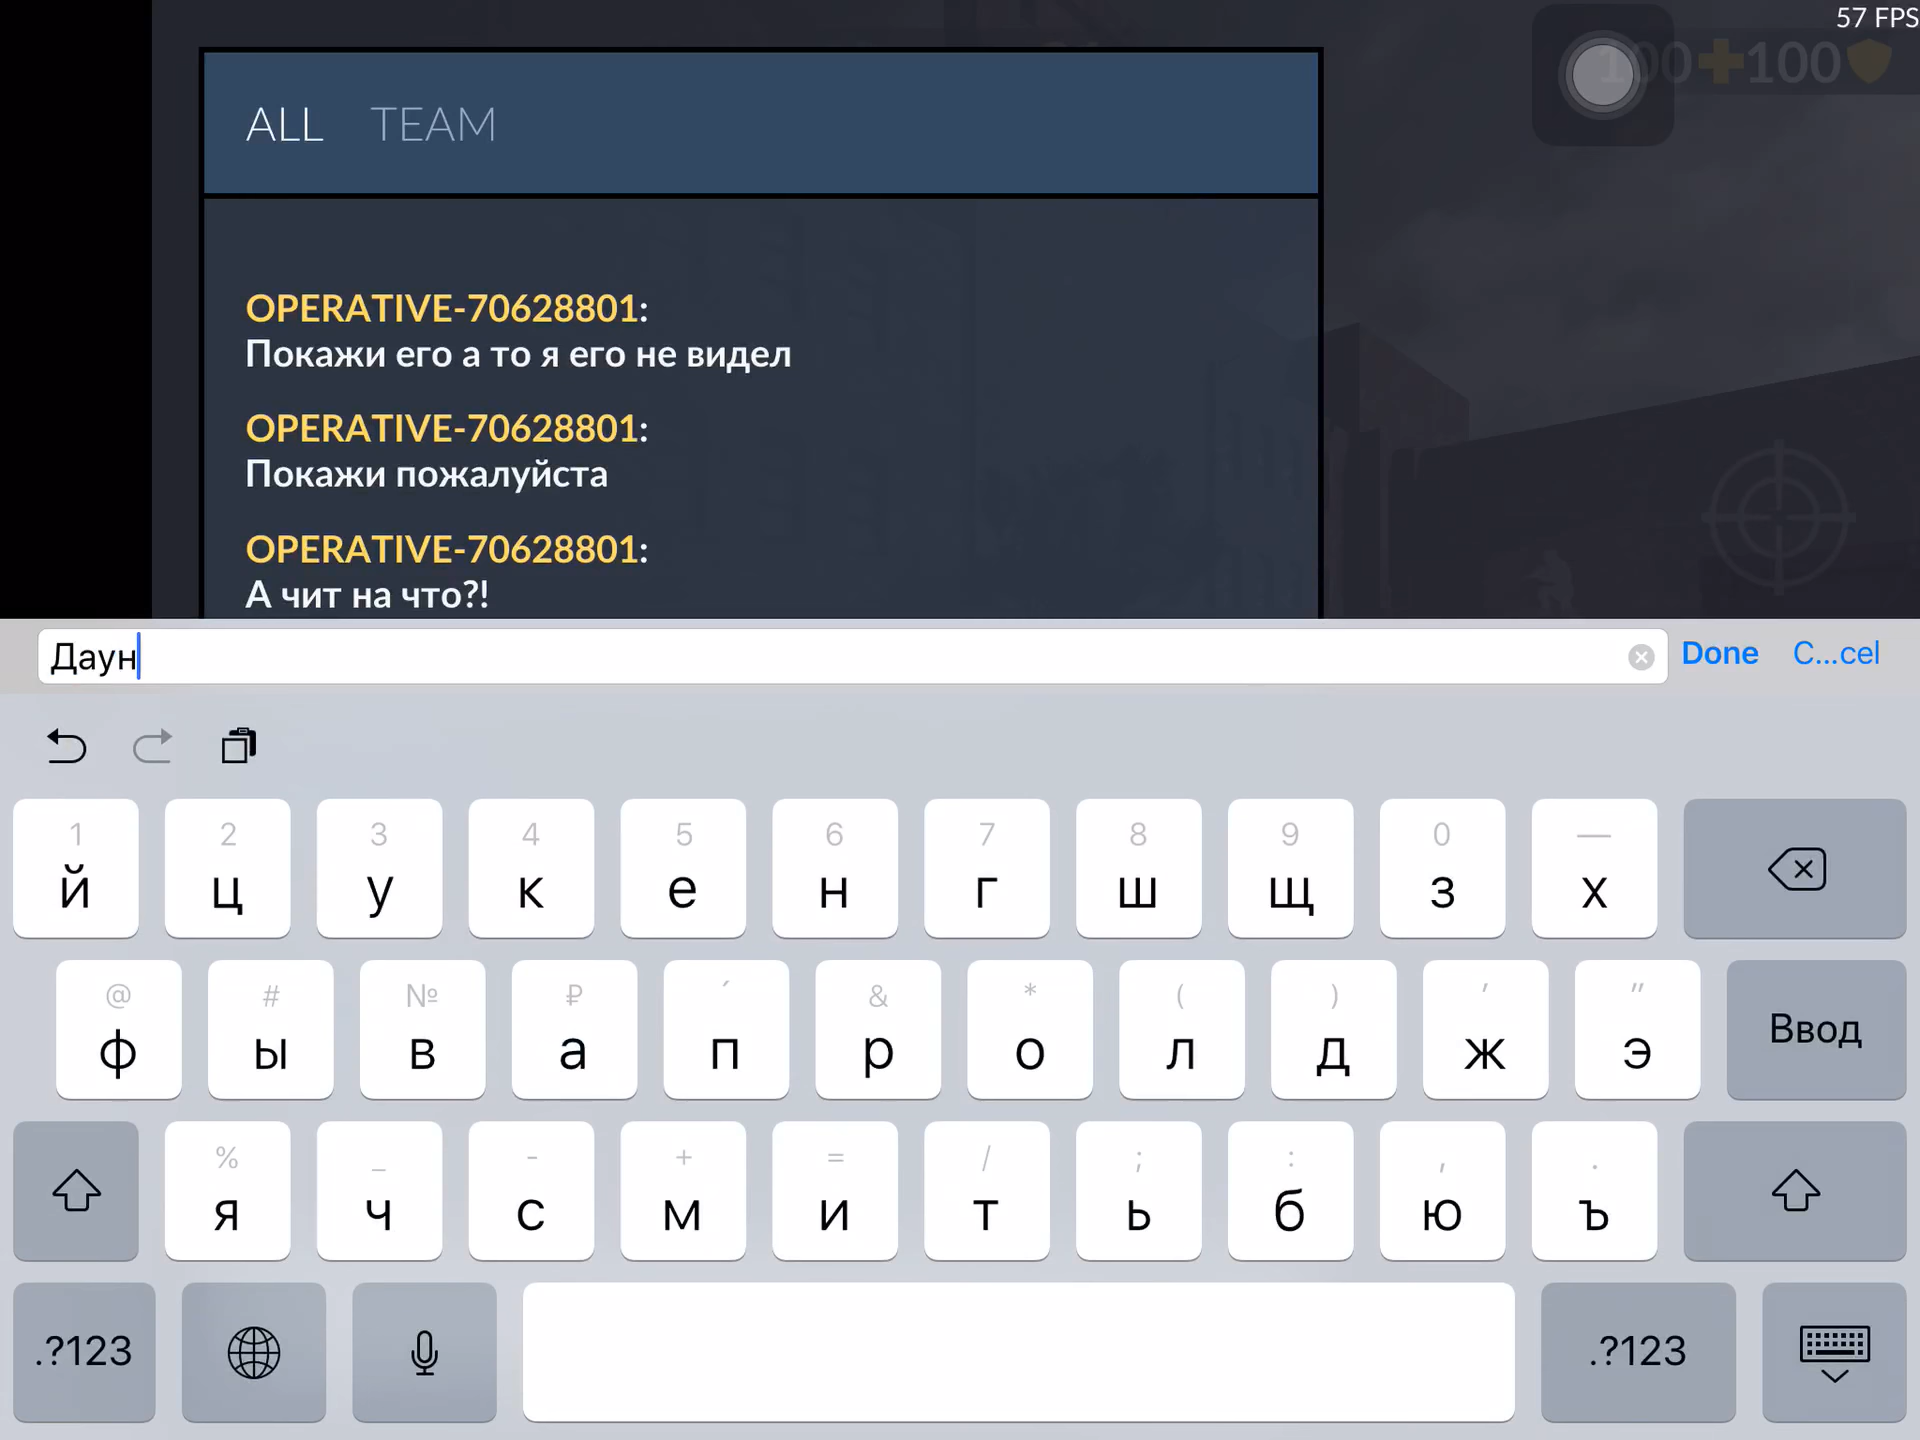 57 FPS
100 100
ALL TEAM
OPERATIVE-70628801:
Покажи его а то я его не видел
OPERATIVE-70628801:
Покажи пожалуйста
OPERATIVE-70628801:
А чит на что?!
Даун Done C...cel
1 2 3 4 5 6 7 8 9 0 —
й ц у к е н г ш щ з х
@ # № ₽ ´ & * ( ) ′ ″
ф ы в а п р о л д ж э Ввод
% _ - + = / ; : , .
я ч с м и т ь б ю ъ
.?123 .?123